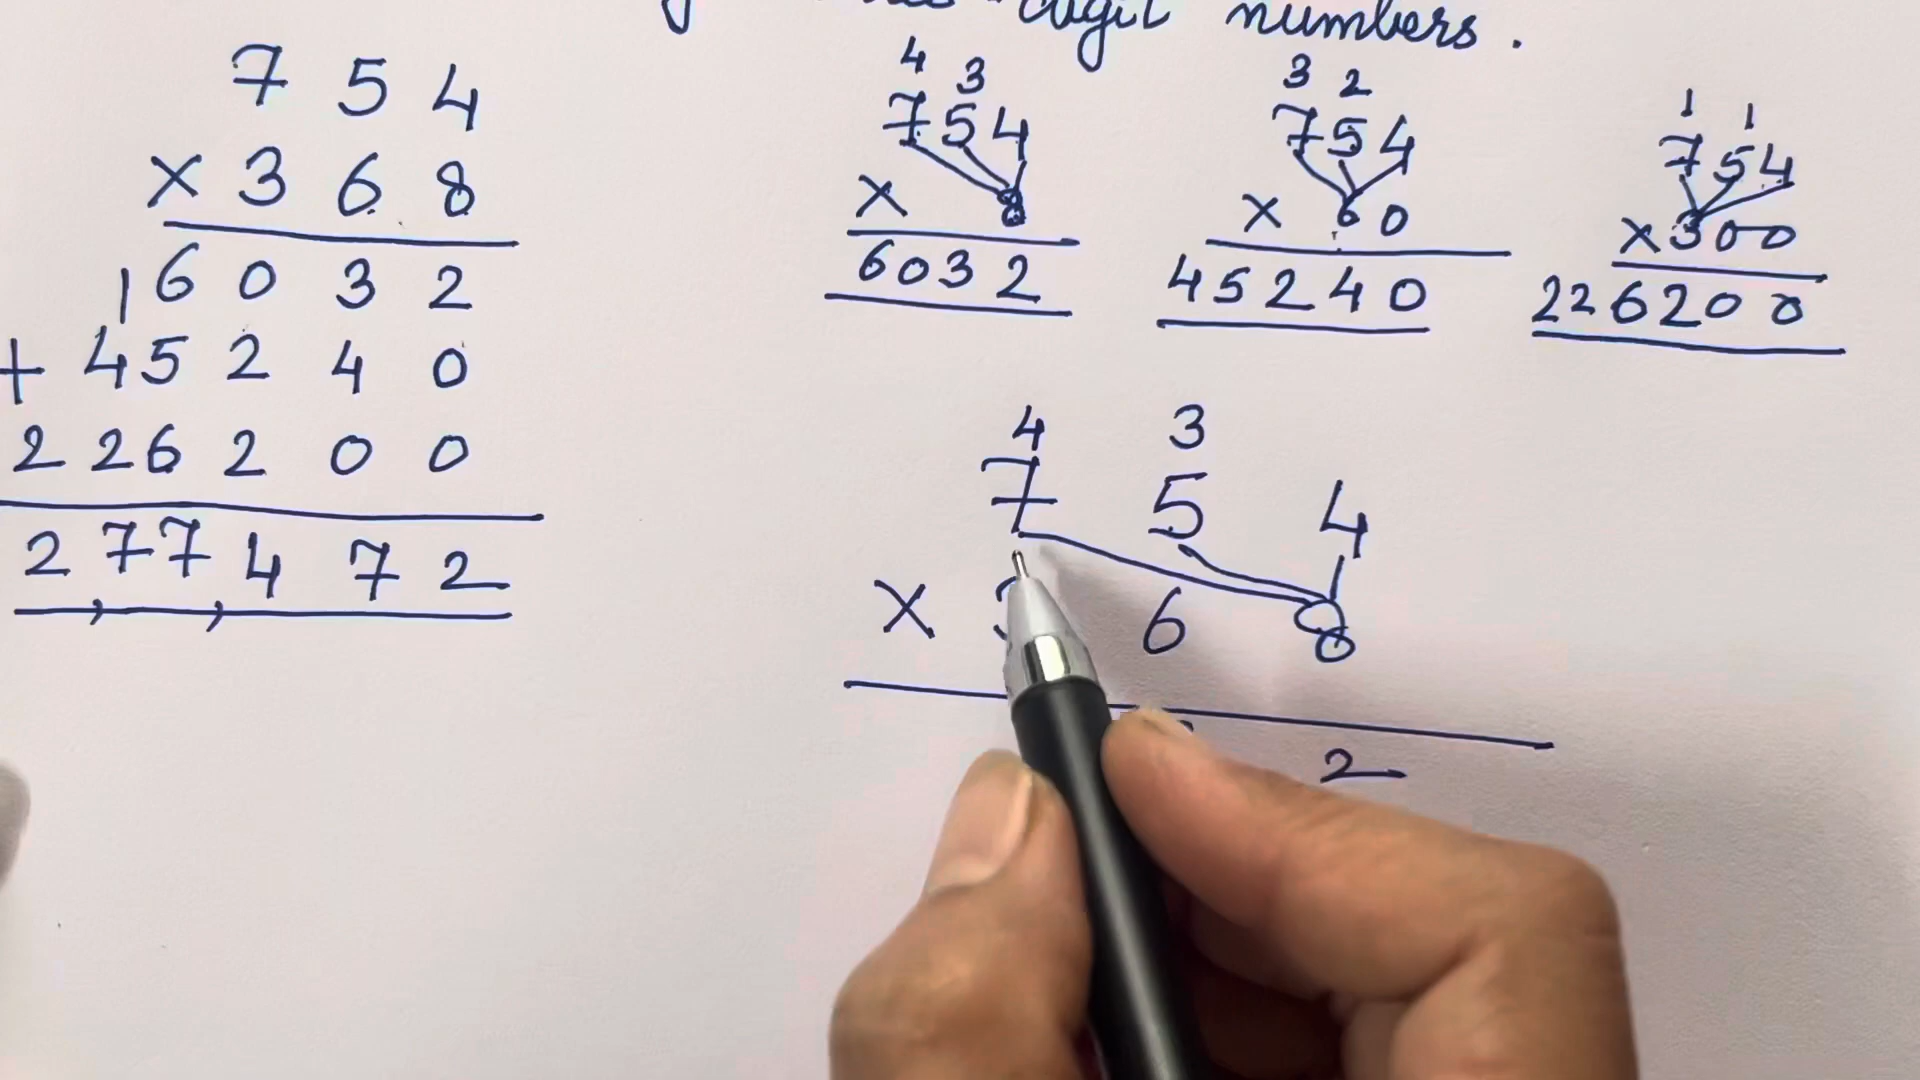 digit numbers.
7 5 4
× 3 6 8
1 6 0 3 2
+ 4 5 2 4 0
2 2 6 2 0 0
2 7 7 4 7 2
4 3
7 5 4
× 8
6 0 3 2
3 2
7 5 4
× 6 0
4 5 2 4 0
1 1
7 5 4
× 3 0 0
2 2 6 2 0 0
4 3
7 5 4
× 6 8
2